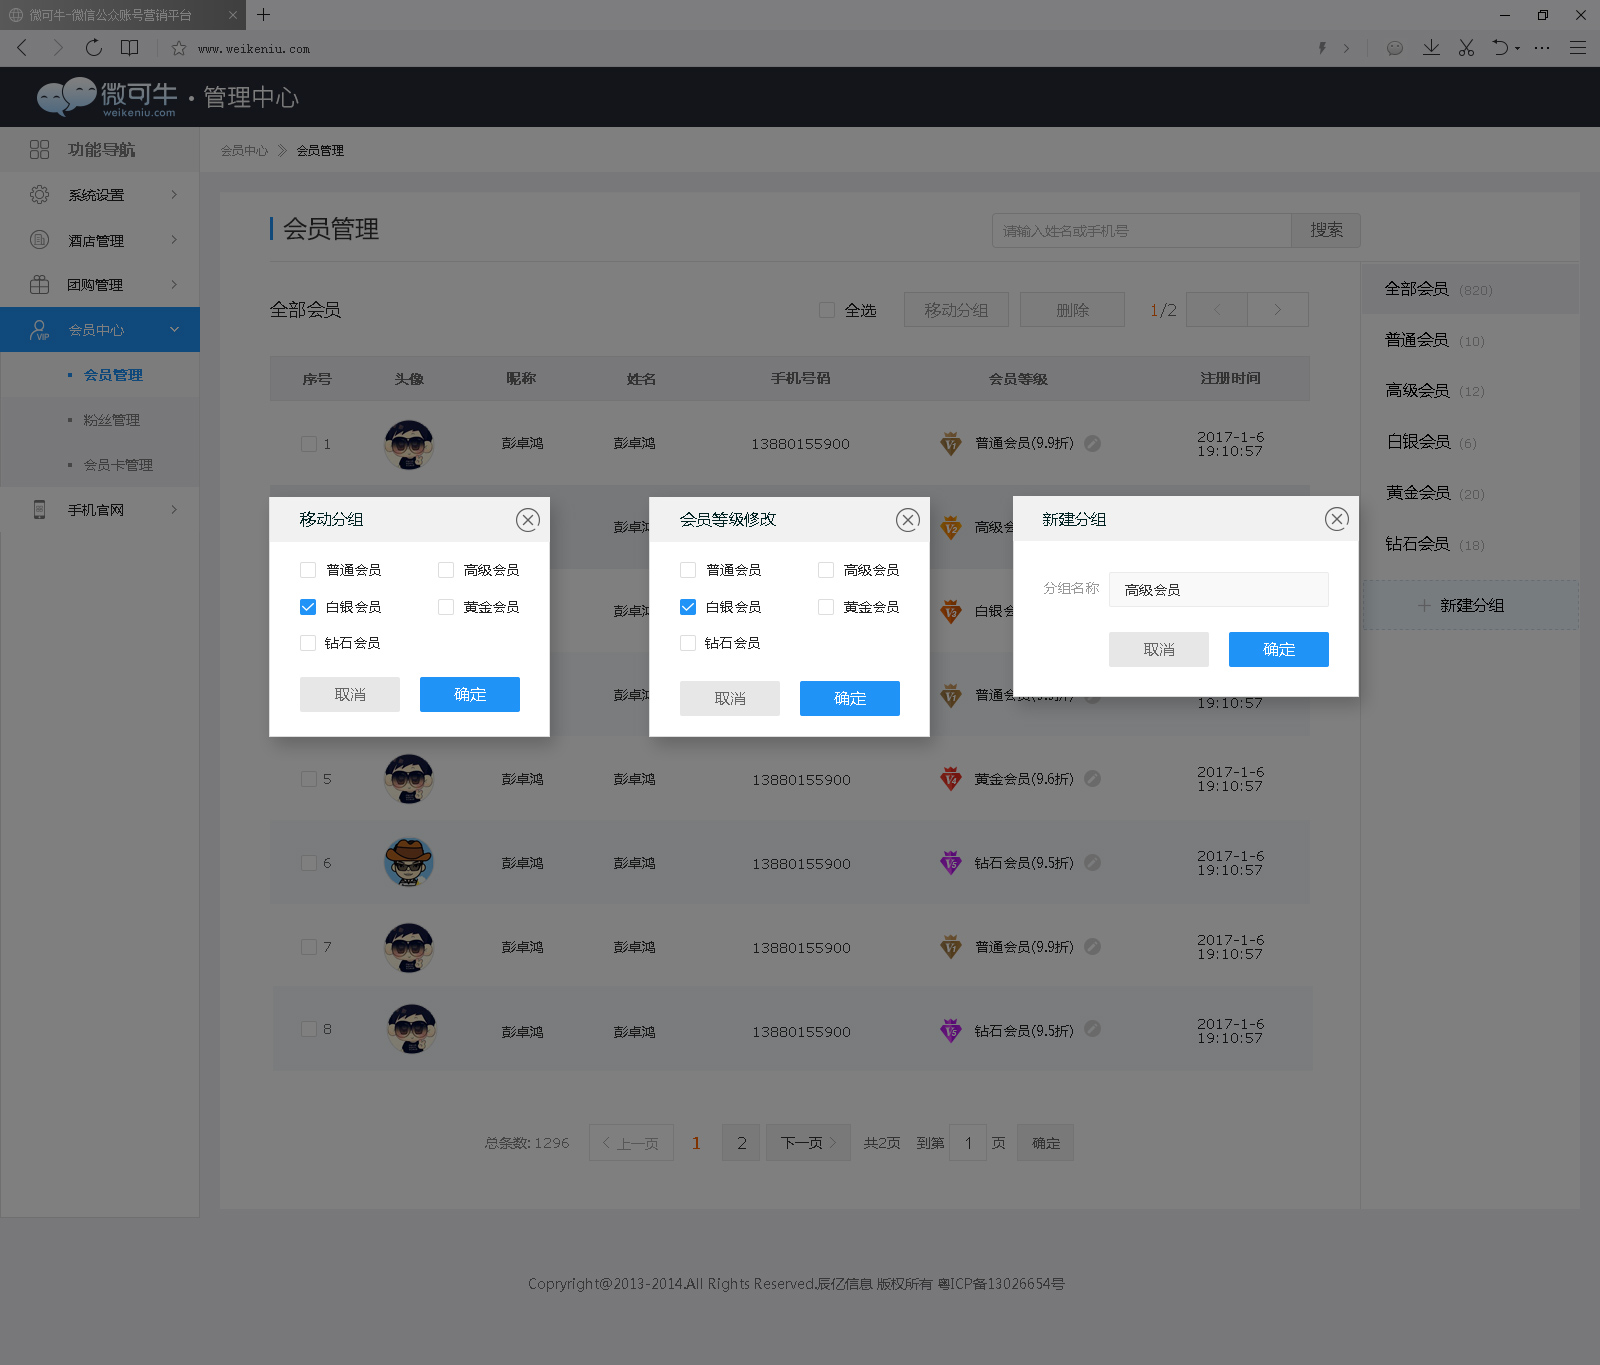 微可牛-微信公众账号营销平台
www.weikeniu.com
微可牛 · 管理中心
weikeniu.com
功能导航
会员中心 会员管理
系统设置
酒店管理
团购管理
会员中心
会员管理
粉丝管理
会员卡管理
手机官网
会员管理
请输入姓名或手机号 搜索
全部会员 全选 移动分组 删除 1/2
序号 头像 昵称 姓名 手机号码 会员等级 注册时间
1 彭卓鸿 彭卓鸿 13880155900 V1 普通会员(9.9折) 2017-1-6
19:10:57
彭卓 V2 高级会
彭卓 V3 白银会
彭卓 V1 普通会
19:10:57
5 彭卓鸿 彭卓鸿 13880155900 V4 黄金会员(9.6折) 2017-1-6
19:10:57
6 彭卓鸿 彭卓鸿 13880155900 V5 钻石会员(9.5折) 2017-1-6
19:10:57
7 彭卓鸿 彭卓鸿 13880155900 V1 普通会员(9.9折) 2017-1-6
19:10:57
8 彭卓鸿 彭卓鸿 13880155900 V5 钻石会员(9.5折) 2017-1-6
19:10:57
总条数: 1296 上一页 1 2 下一页 共2页 到第 1 页 确定
全部会员 (820)
普通会员 (10)
高级会员 (12)
白银会员 (6)
黄金会员 (20)
钻石会员 (18)
新建分组
移动分组
普通会员 高级会员
白银会员 黄金会员
钻石会员
取消 确定
会员等级修改
普通会员 高级会员
白银会员 黄金会员
钻石会员
取消 确定
新建分组
分组名称 高级会员
取消 确定
Copryright@2013-2014.All Rights Reserved.辰亿信息 版权所有 粤ICP备13026654号